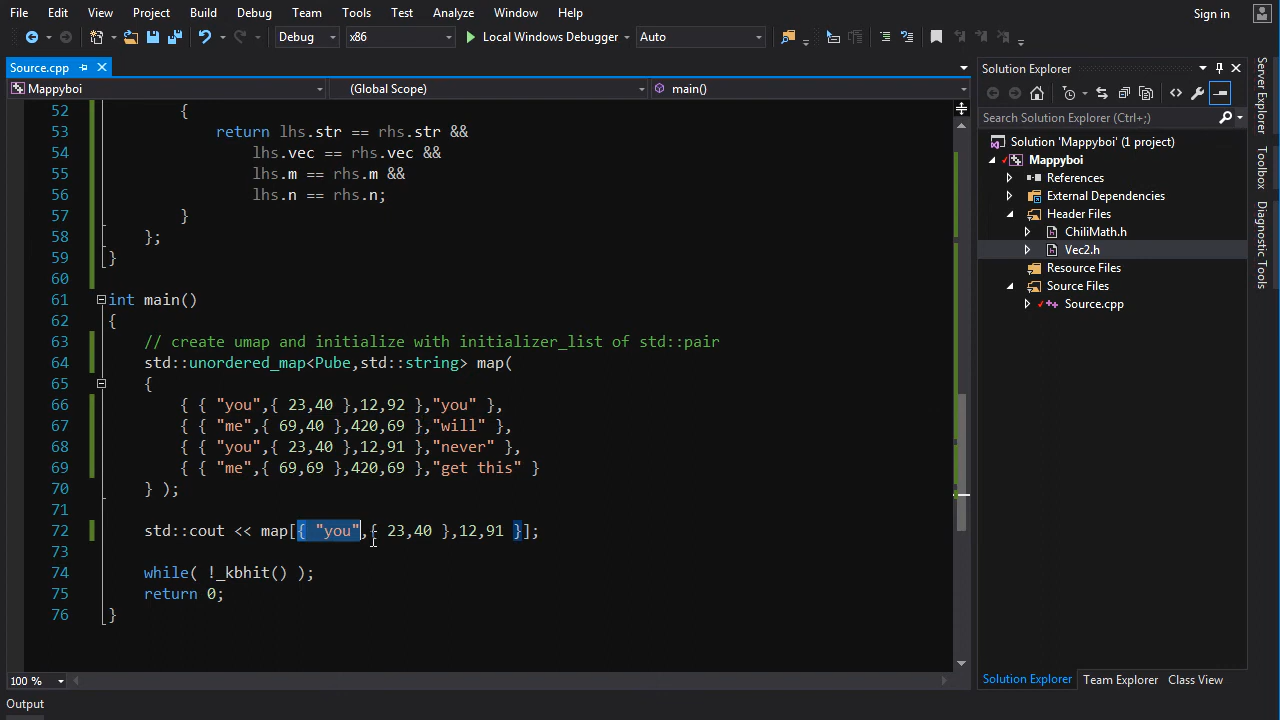 File Edit View Project Build Debug Team Tools Test Analyze Window Help Sign in
Debug x86 Local Windows Debugger Auto
Source.cpp
Mappyboi (Global Scope) main()
52 {
53 return lhs.str == rhs.str &&
54 lhs.vec == rhs.vec &&
55 lhs.m == rhs.m &&
56 lhs.n == rhs.n;
57 }
58 };
59 }
60
61 int main()
62 {
63 // create umap and initialize with initializer_list of std::pair
64 std::unordered_map<Pube,std::string> map(
65 {
66 { { "you",{ 23,40 },12,92 },"you" },
67 { { "me",{ 69,40 },420,69 },"will" },
68 { { "you",{ 23,40 },12,91 },"never" },
69 { { "me",{ 69,69 },420,69 },"get this" }
70 } );
71
72 std::cout << map[{ "you",{ 23,40 },12,91 }];
73
74 while( !_kbhit() );
75 return 0;
76 }
100 %
Output
Solution Explorer
Search Solution Explorer (Ctrl+;)
Solution 'Mappyboi' (1 project)
Mappyboi
References
External Dependencies
Header Files
ChiliMath.h
Vec2.h
Resource Files
Source Files
Source.cpp
Solution Explorer Team Explorer Class View
Server Explorer
Toolbox
Diagnostic Tools